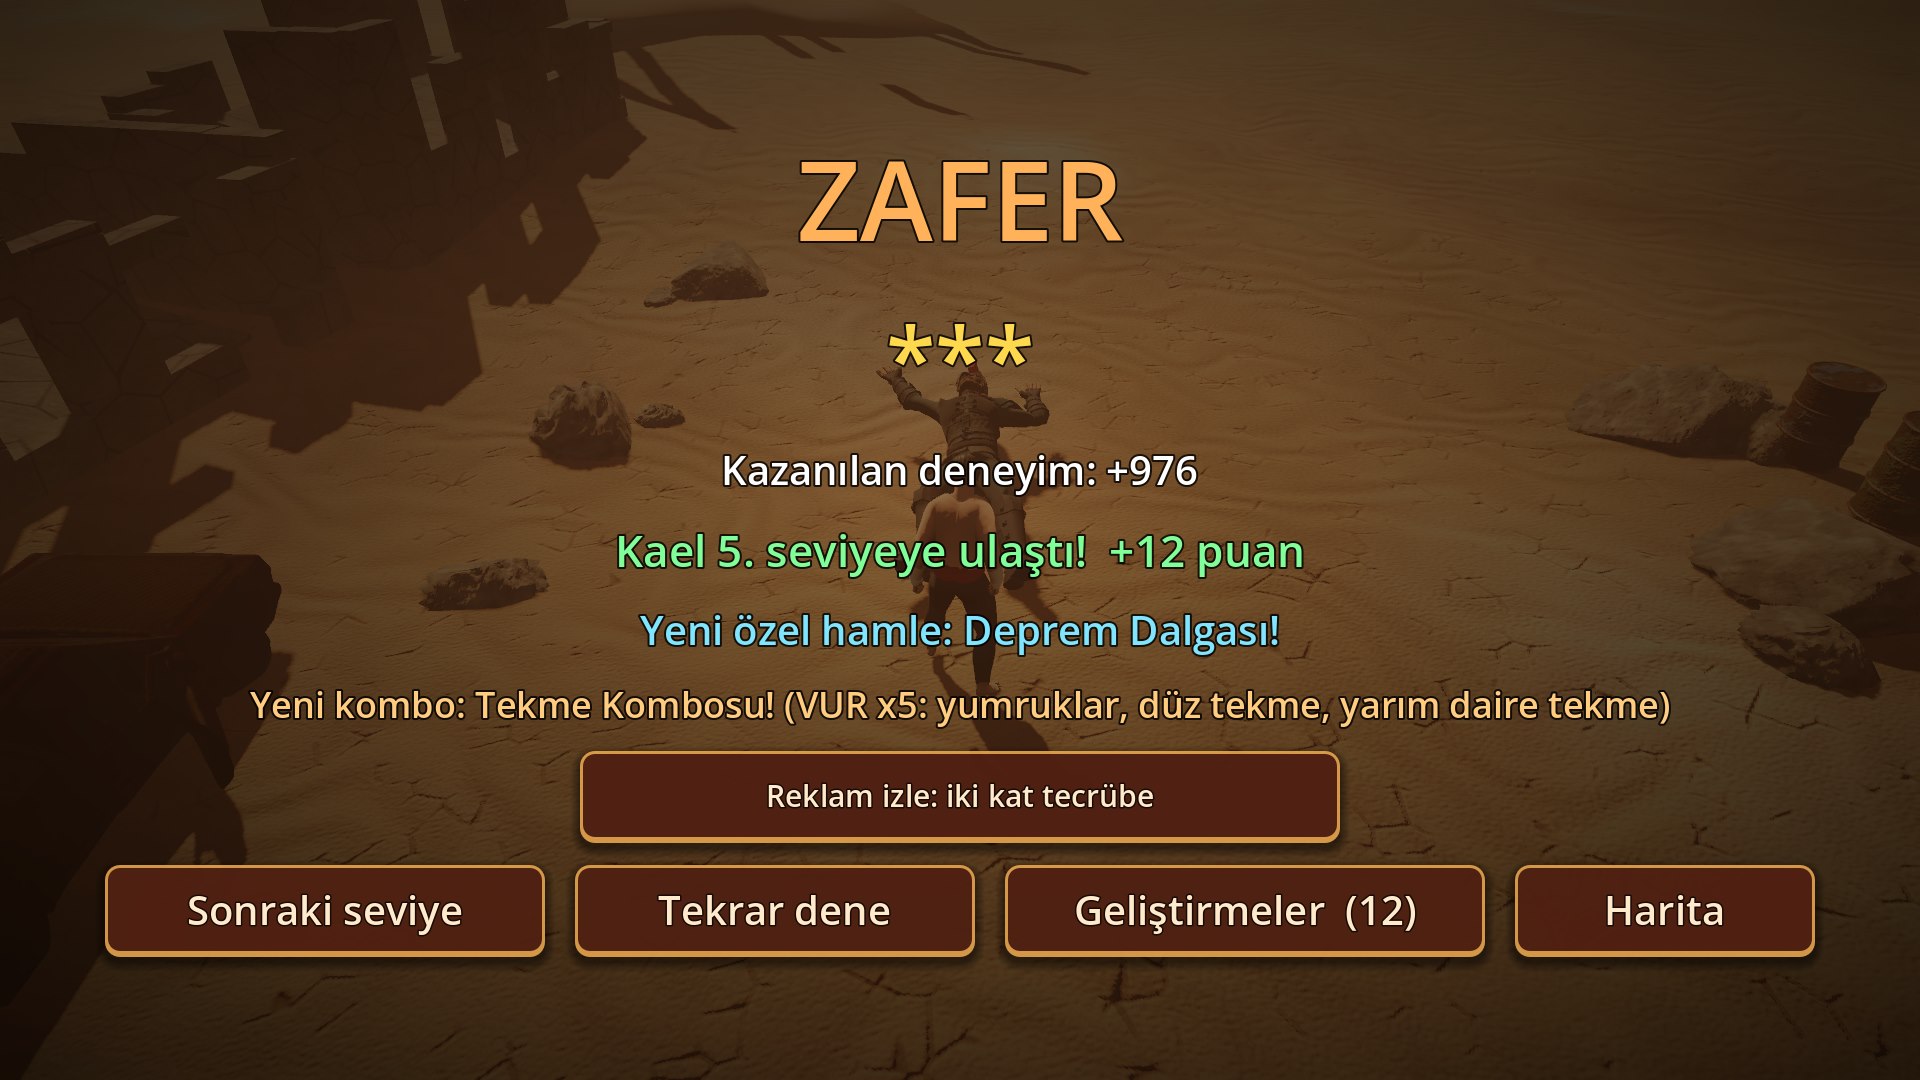 ZAFER
***
Kazanılan deneyim: +976
Kael 5. seviyeye ulaştı!  +12 puan
Yeni özel hamle: Deprem Dalgası!
Yeni kombo: Tekme Kombosu! (VUR x5: yumruklar, düz tekme, yarım daire tekme)
Reklam izle: iki kat tecrübe
Sonraki seviye
Tekrar dene
Geliştirmeler  (12)
Harita